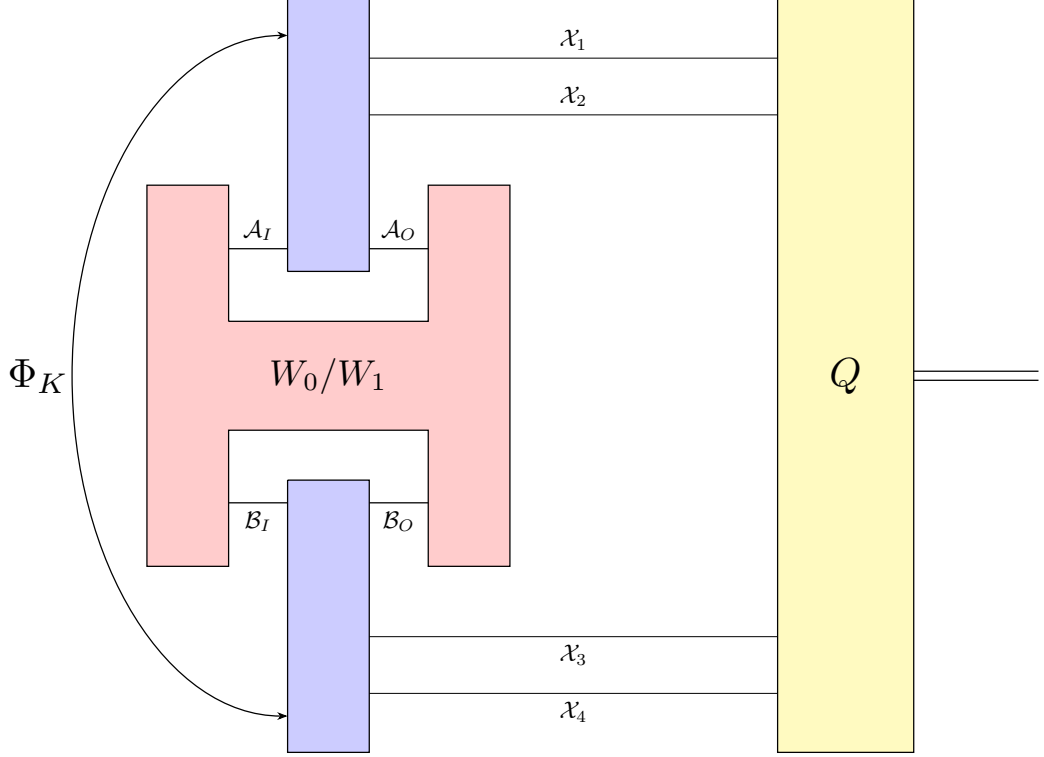 𝒳₁
𝒳₂
𝒜_I 𝒜_O
Φ_K W₀/W₁ Q
ℬ_I ℬ_O
𝒳₃
𝒳₄